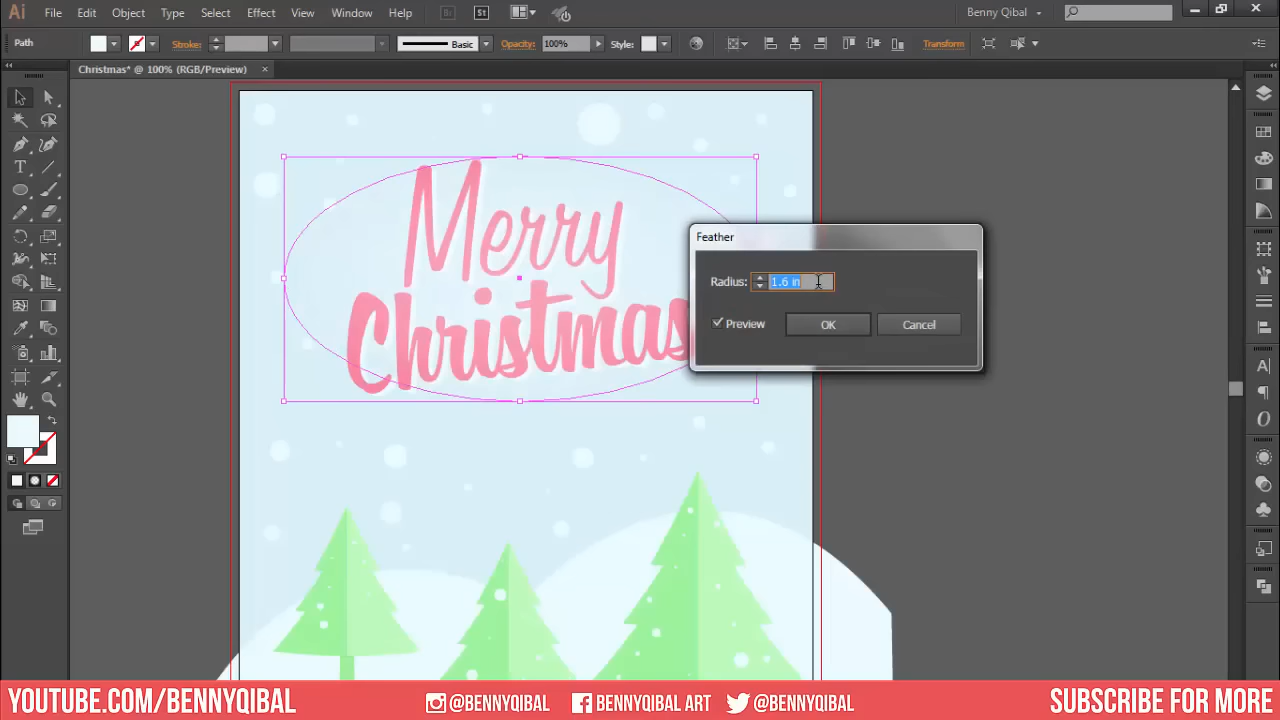 Ai File Edit Object Type Select Effect View Window Help Br St Benny Qibal
Path Stroke: Basic Opacity: 100% Style: Transform
Christmas* @ 100% (RGB/Preview) ×
Merry
Christmas
Feather
Radius: 1.6 in
Preview OK Cancel
YOUTUBE.COM/BENNYQIBAL @BENNYQIBAL BENNYQIBAL ART @BENNYQIBAL SUBSCRIBE FOR MORE